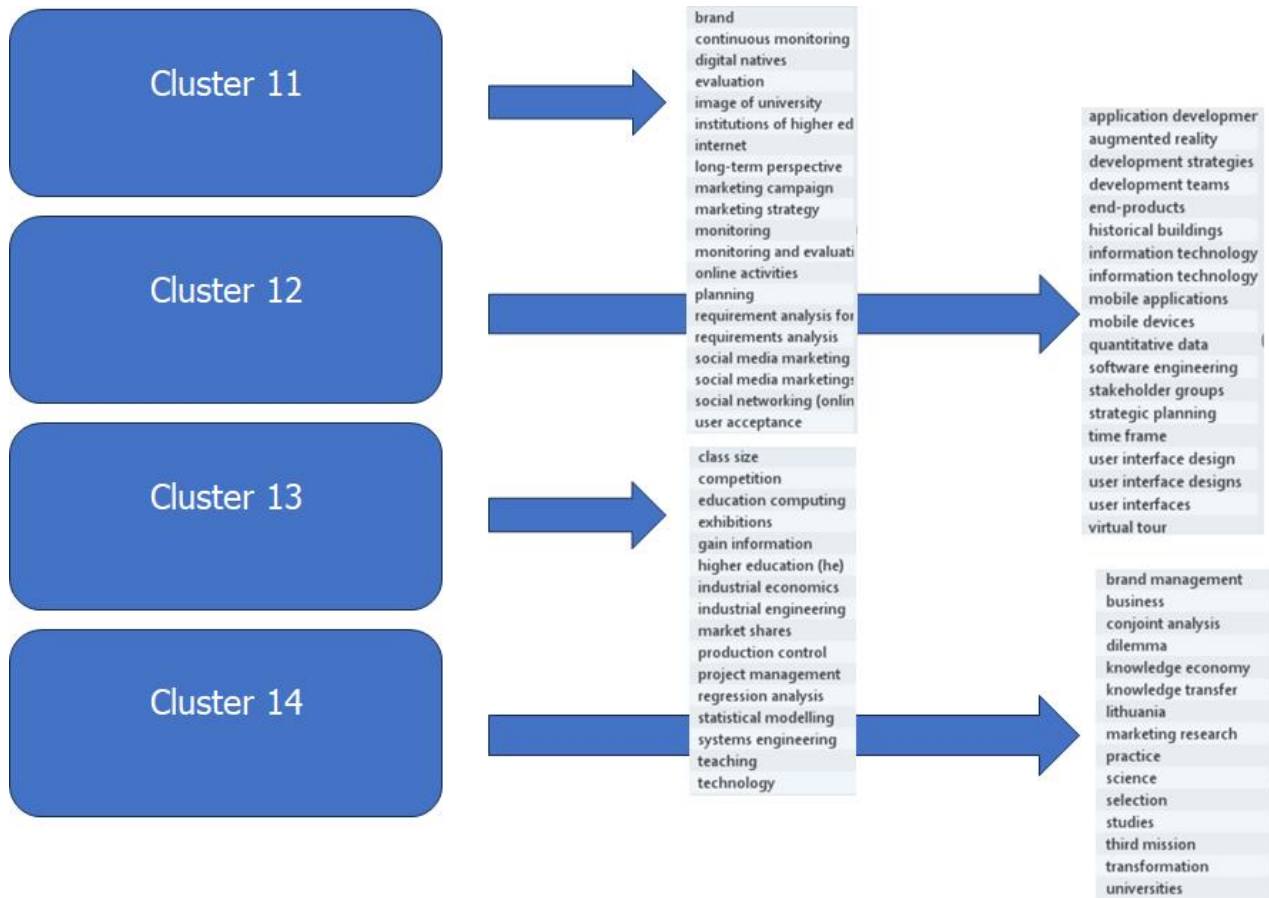 Cluster 11
brand
continuous monitoring
digital natives
evaluation
image of university
institutions of higher ed
internet
long-term perspective
marketing campaign
marketing strategy
monitoring
monitoring and evaluati
online activities
planning
requirement analysis for
requirements analysis
social media marketing
social media marketings
social networking (onlin
user acceptance
Cluster 12
application developmer
augmented reality
development strategies
development teams
end-products
historical buildings
information technology
information technology
mobile applications
mobile devices
quantitative data
software engineering
stakeholder groups
strategic planning
time frame
user interface design
user interface designs
user interfaces
virtual tour
Cluster 13
class size
competition
education computing
exhibitions
gain information
higher education (he)
industrial economics
industrial engineering
market shares
production control
project management
regression analysis
statistical modelling
systems engineering
teaching
technology
Cluster 14
brand management
business
conjoint analysis
dilemma
knowledge economy
knowledge transfer
lithuania
marketing research
practice
science
selection
studies
third mission
transformation
universities